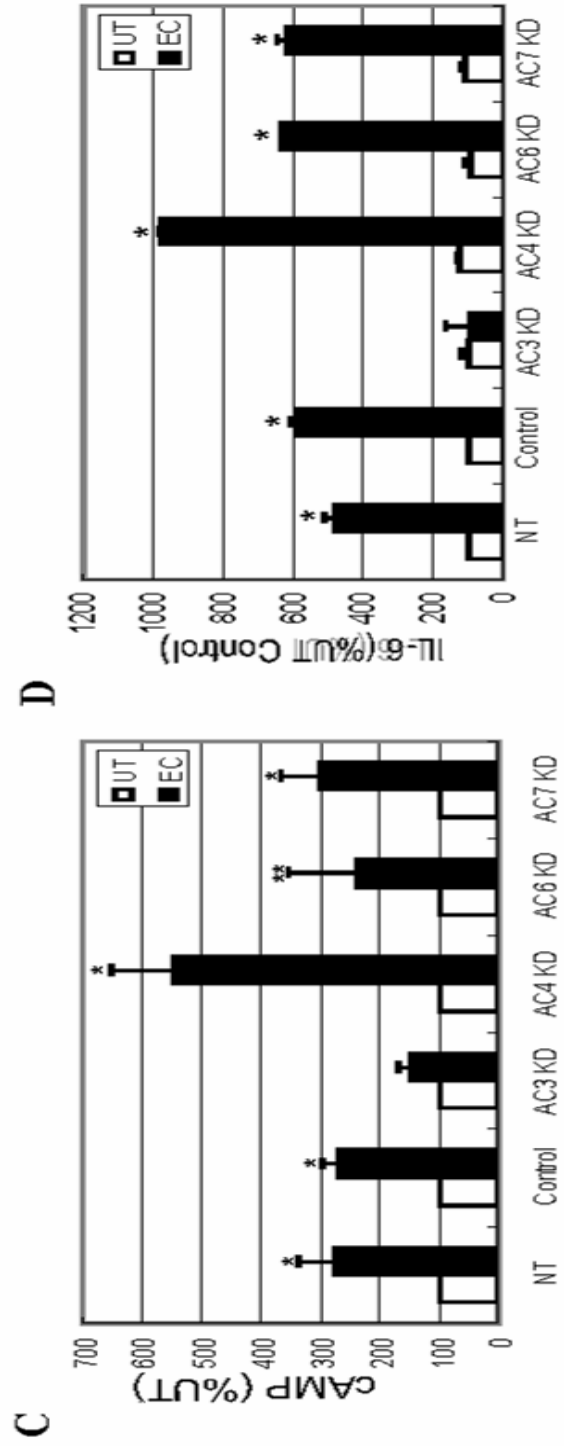 C
cAMP (%UT)
700
600
500
400
300
200
100
0
UT
EC
*
*
*
**
*
NT Control AC3 KD AC4 KD AC6 KD AC7 KD
D
IL-6 (%UT Control)
1200
1000
800
600
400
200
0
UT
EC
*
*
*
*
*
NT Control AC3 KD AC4 KD AC6 KD AC7 KD